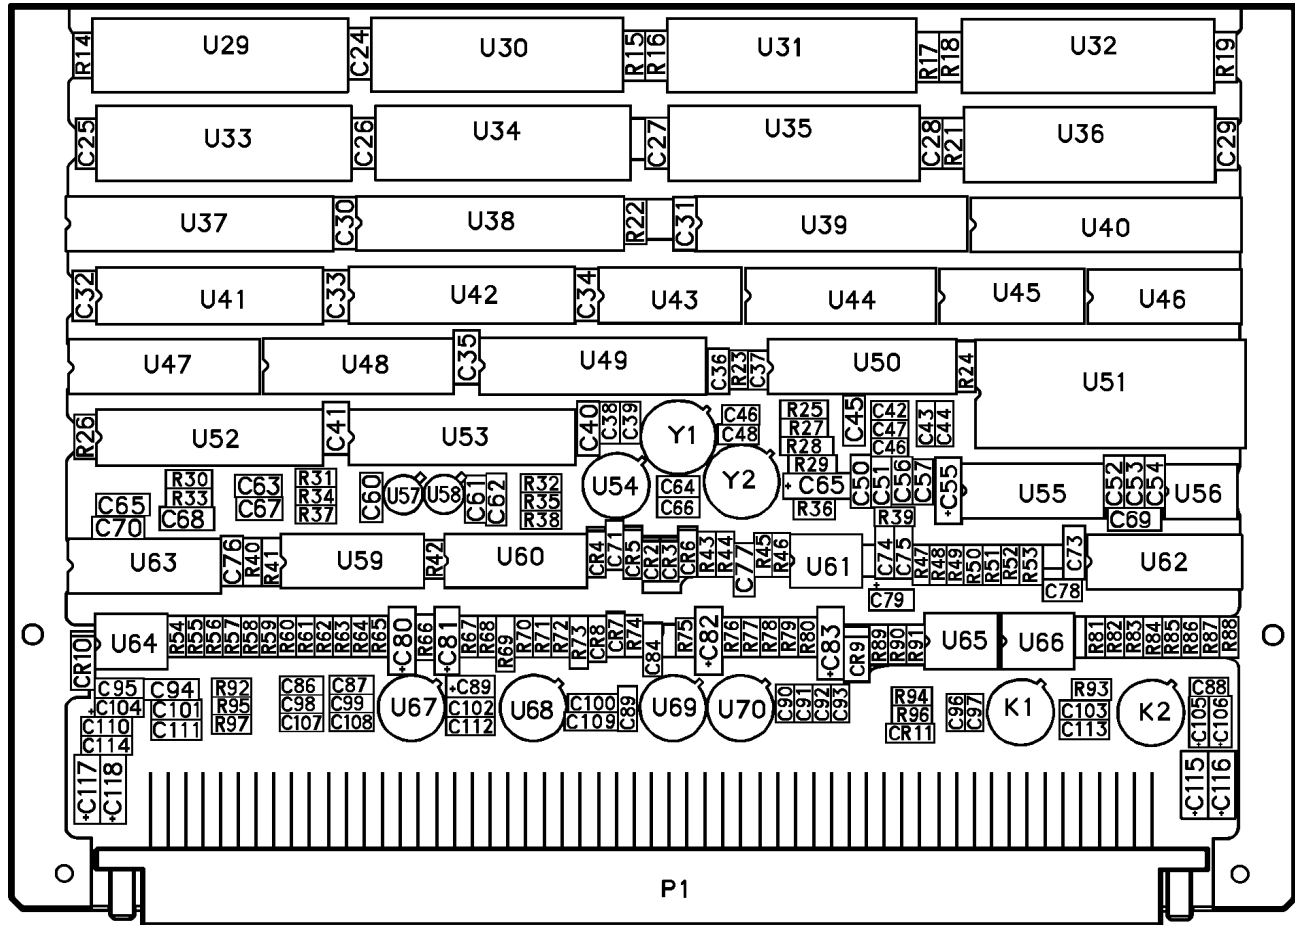 R14 U29 C24 U30 R15 R16 U31 R17 R18 U32 R19
C25 U33 C26 U34 C27 U35 C28 R21 U36 C29
U37 C30 U38 R22 C31 U39 U40
C32 U41 C33 U42 C34 U43 U44 U45 U46
U47 U48 C35 U49 C36 R23 C37 U50 R24 U51
R26 U52 C41 U53 C40 C38 C39 Y1 C46 R25 C45 C42 C43 C44
C48 R27 C47
R28 C46
R30 C63 R31 C60 U57 U58 C61 C62 R32 U54 C64 Y2 R29 C50 C51 C56 C57 +C55 U55 C52 C53 C54 U56
C65 R33 C67 R34 R35 C66 +C65
C70 C68 R37 R38 R36 R39 C69
U63 C76 R40 R41 U59 R42 U60 CR4 C71 CR5 CR2 CR3 CR6 R43 R44 C77 R45 R46 U61 C74 C75 R47 R48 R49 R50 R51 R52 R53 C73 U62
+C79 C78
CR10 U64 R54 R55 R56 R57 R58 R59 R60 R61 R62 R63 R64 R65 +C80 R66 +C81 R67 R68 R69 R70 R71 R72 R73 CR8 CR7 R74 C84 R75 +C82 R76 R77 R78 R79 R80 +C83 CR9 R89 R90 R91 U65 U66 R81 R82 R83 R84 R85 R86 R87 R88
C95 C94 R92 C86 C87 U67 +C89 U68 C100 C89 U69 U70 C90 C91 C92 C93 R94 C96 C97 K1 R93 K2 C88
+C104 C101 R95 C98 C99 C102 C109 R96 C103 +C105 +C106
C110 C111 R97 C107 C108 C112 CR11 C113
C114
+C117 +C118 +C115 +C116
P1